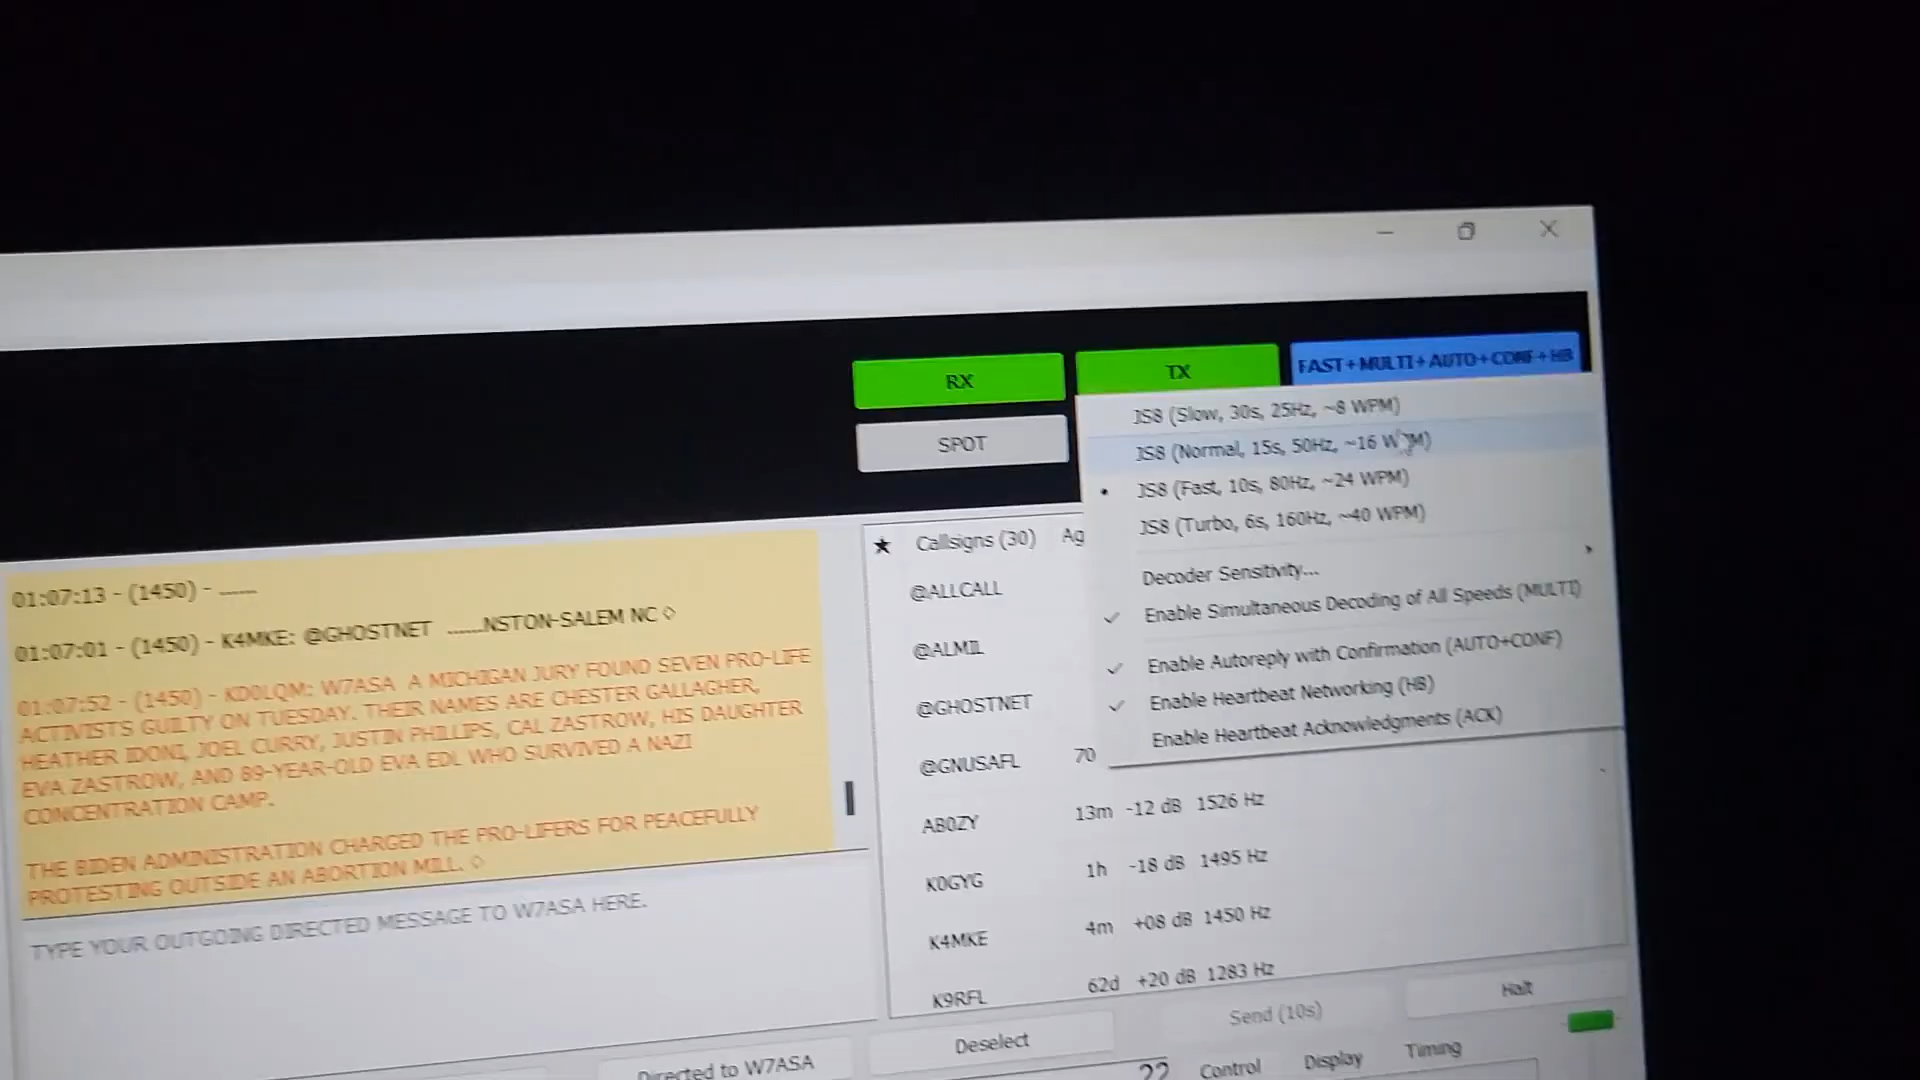 RX
TX
FAST+MULTI+AUTO+CONF+HB
SPOT
JS8 (Slow, 30s, 25Hz, ~8 WPM)
JS8 (Normal, 15s, 50Hz, ~16 WPM)
JS8 (Fast, 10s, 80Hz, ~24 WPM)
JS8 (Turbo, 6s, 160Hz, ~40 WPM)
Decoder Sensitivity...
Enable Simultaneous Decoding of All Speeds (MULTI)
Enable Autoreply with Confirmation (AUTO+CONF)
Enable Heartbeat Networking (HB)
Enable Heartbeat Acknowledgments (ACK)
01:07:13 - (1450) - ......
01:07:01 - (1450) - K4MKE: @GHOSTNET ......NSTON-SALEM NC ♢
01:07:52 - (1450) - KD0LQM: W7ASA A MICHIGAN JURY FOUND SEVEN PRO-LIFE
ACTIVISTS GUILTY ON TUESDAY. THEIR NAMES ARE CHESTER GALLAGHER,
HEATHER IDONI, JOEL CURRY, JUSTIN PHILLIPS, CAL ZASTROW, HIS DAUGHTER
EVA ZASTROW, AND 89-YEAR-OLD EVA EDL WHO SURVIVED A NAZI
CONCENTRATION CAMP.
THE BIDEN ADMINISTRATION CHARGED THE PRO-LIFERS FOR PEACEFULLY
PROTESTING OUTSIDE AN ABORTION MILL. ♢
TYPE YOUR OUTGOING DIRECTED MESSAGE TO W7ASA HERE.
★ Callsigns (30) Ag
@ALLCALL
@ALMIL
@GHOSTNET
@GNUSAFL 70
AB0ZY 13m -12 dB 1526 Hz
K0GYG 1h -18 dB 1495 Hz
K4MKE 4m +08 dB 1450 Hz
K9RFL 62d +20 dB 1283 Hz
Directed to W7ASA
Deselect
Send (10s)
Halt
22
Control
Display
Timing